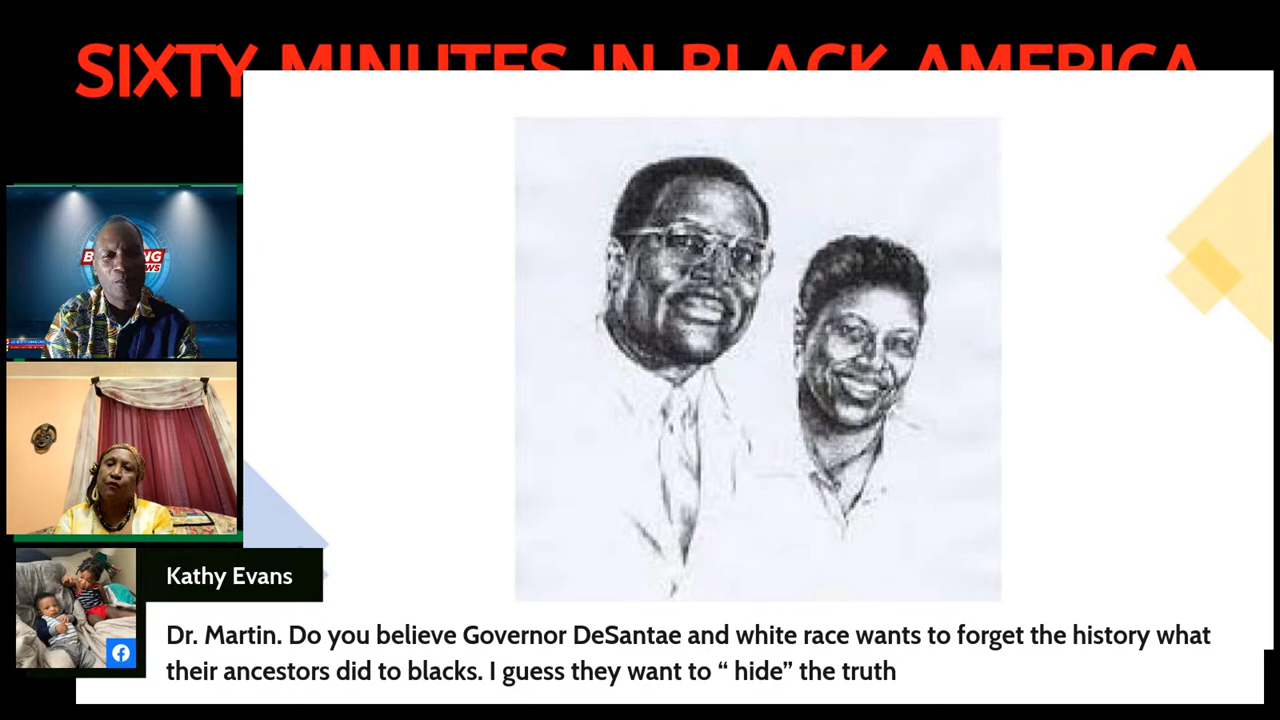 SIXTY MINUTES IN BLACK AMERICA
Kathy Evans
Dr. Martin. Do you believe Governor DeSantae and white race wants to forget the history what
their ancestors did to blacks. I guess they want to “ hide” the truth